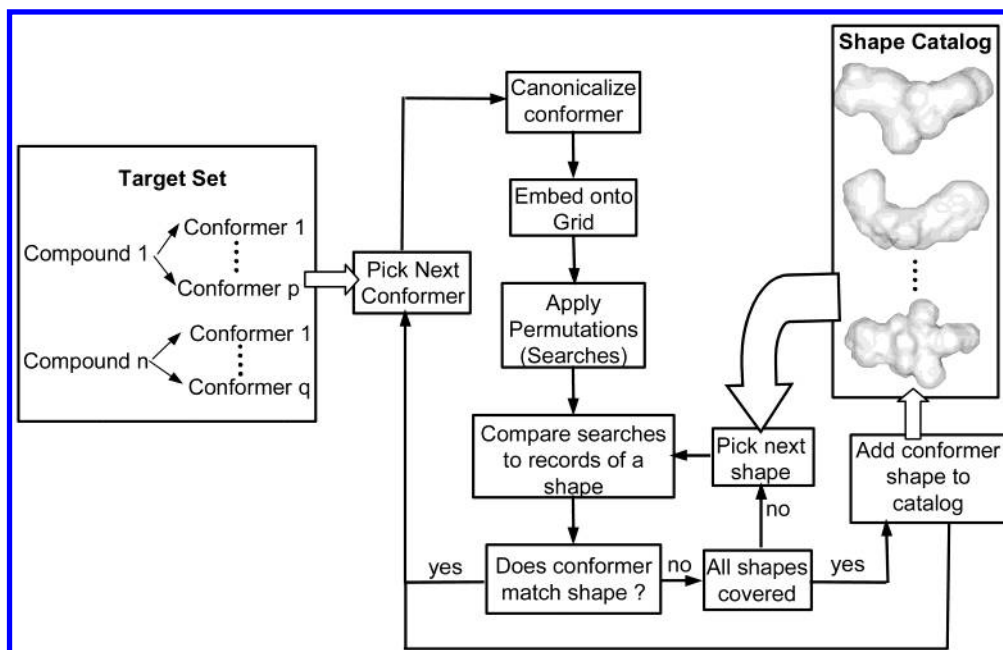 Shape Catalog
Canonicalize
conformer
Target Set
Compound 1
Conformer 1
Conformer p
Compound n
Conformer 1
Conformer q
Pick Next
Conformer
Embed onto
Grid
Apply
Permutations
(Searches)
Compare searches
to records of a
shape
Pick next
shape
Add conformer
shape to
catalog
no
Does conformer
match shape ?
yes
no
All shapes
covered
yes